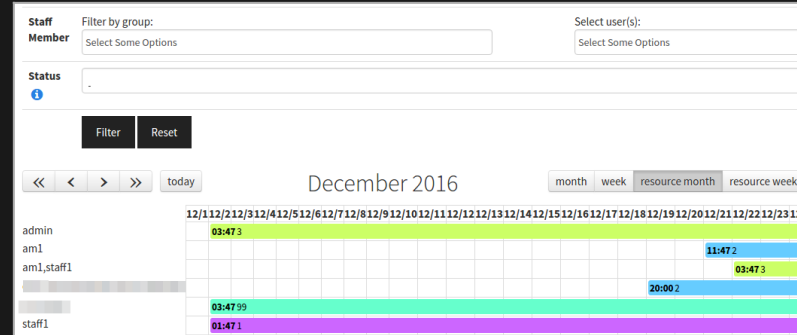 Staff Member
Filter by group:
Select user(s):
Select Some Options
Select Some Options
Status
.
Filter
Reset
today
December 2016
month
week
resource month
resource week
12/1 12/2 12/3 12/4 12/5 12/6 12/7 12/8 12/9 12/10 12/11 12/12 12/13 12/14 12/15 12/16 12/17 12/18 12/19 12/20 12/21 12/22 12/23
admin
03:47 3
am1
11:47 2
am1,staff1
03:47 3
20:00 2
03:47 99
staff1
01:47 1